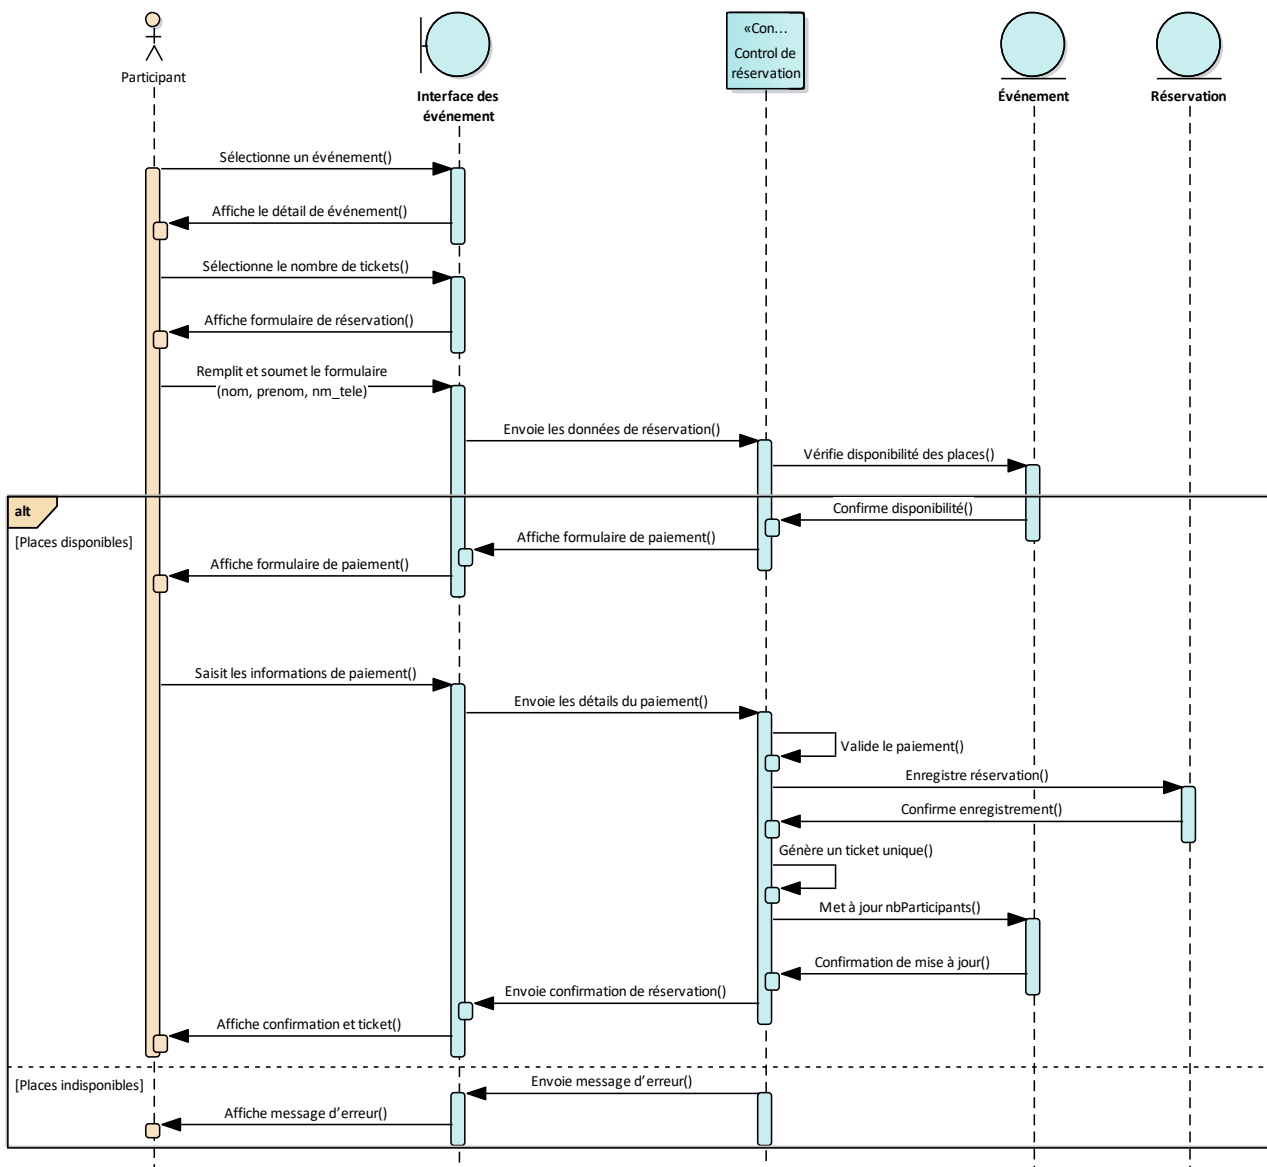 «Con...
Control de
réservation
Participant
Interface des
événement
Événement
Réservation
Sélectionne un événement()
Affiche le détail de événement()
Sélectionne le nombre de tickets()
Affiche formulaire de réservation()
Remplit et soumet le formulaire
(nom, prenom, nm_tele)
Envoie les données de réservation()
Vérifie disponibilité des places()
alt
Confirme disponibilité()
[Places disponibles]
Affiche formulaire de paiement()
Affiche formulaire de paiement()
Saisit les informations de paiement()
Envoie les détails du paiement()
Valide le paiement()
Enregistre réservation()
Confirme enregistrement()
Génère un ticket unique()
Met à jour nbParticipants()
Confirmation de mise à jour()
Envoie confirmation de réservation()
Affiche confirmation et ticket()
[Places indisponibles]
Envoie message d’erreur()
Affiche message d’erreur()